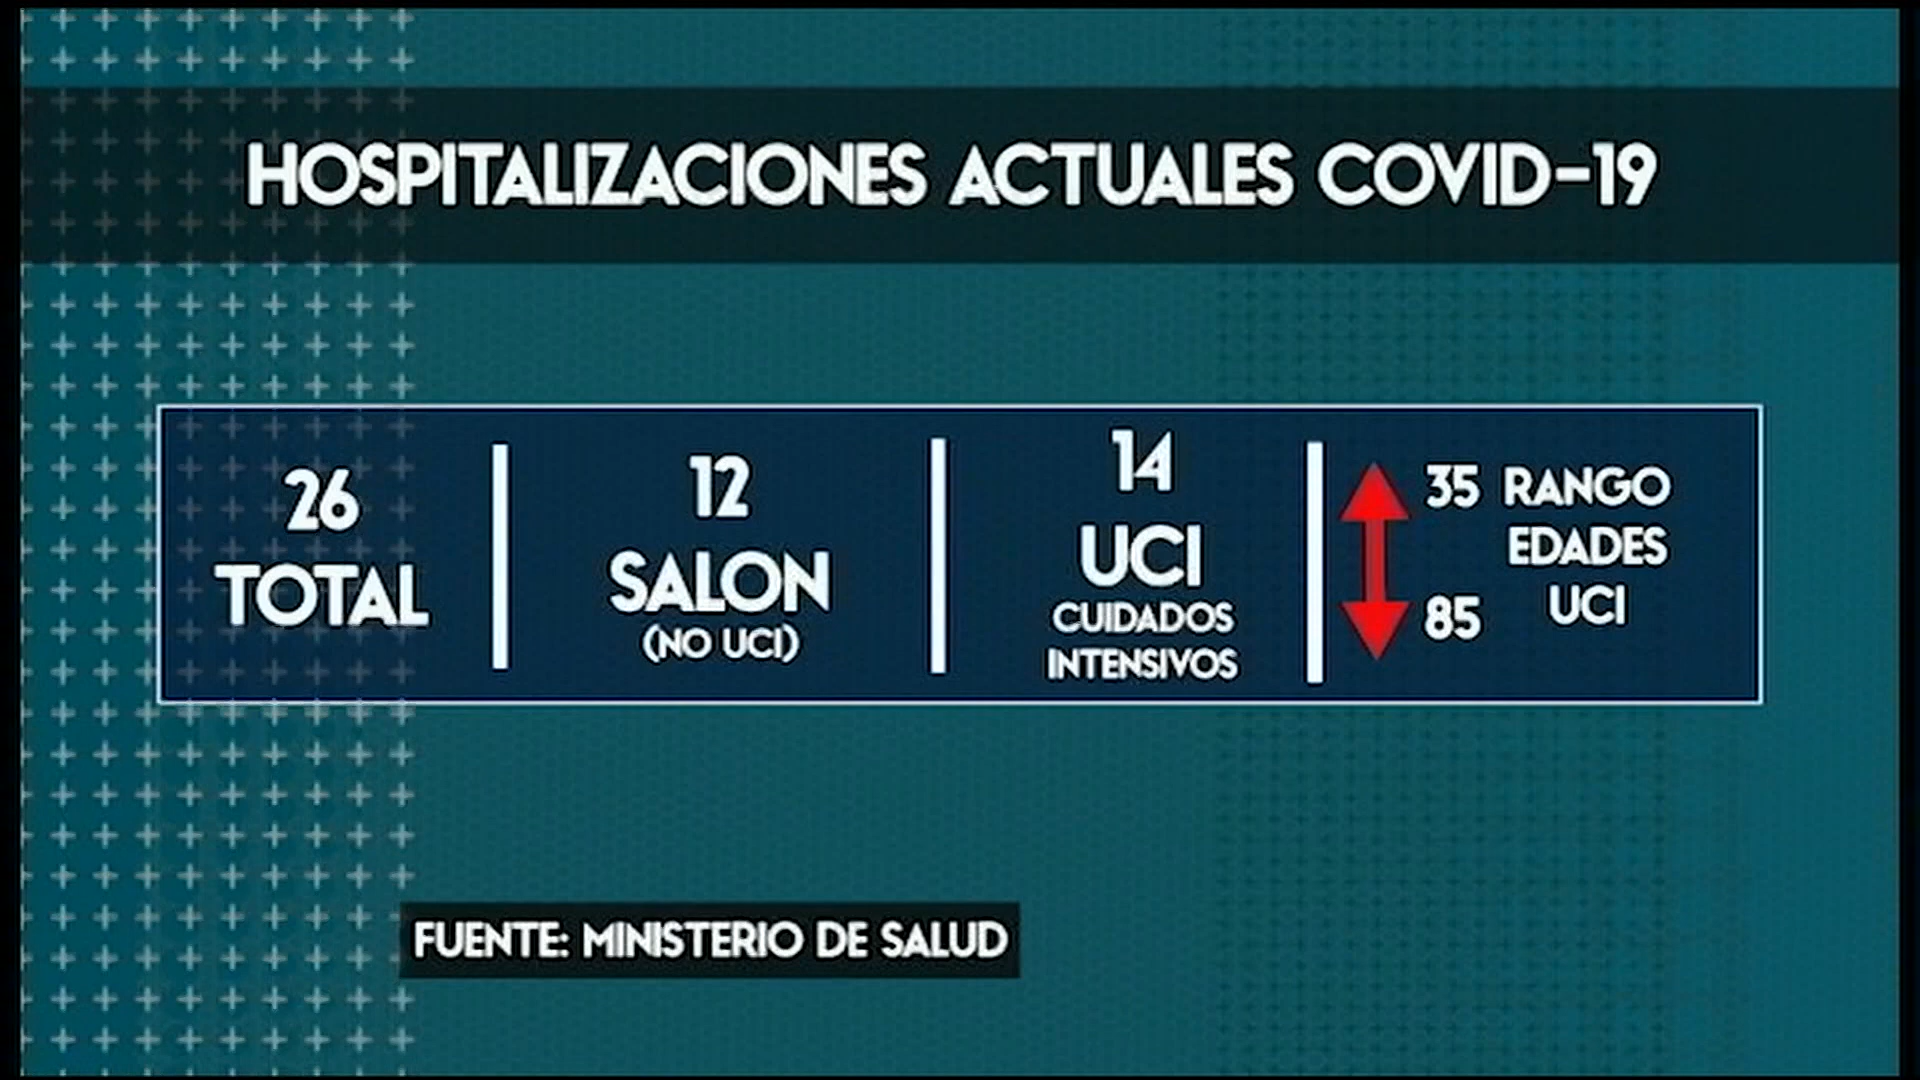 HOSPITALIZACIONES ACTUALES COVID-19
26
TOTAL
12
SALON
(NO UCI)
14
UCI
CUIDADOS
INTENSIVOS
35 RANGO
EDADES
85 UCI
FUENTE: MINISTERIO DE SALUD